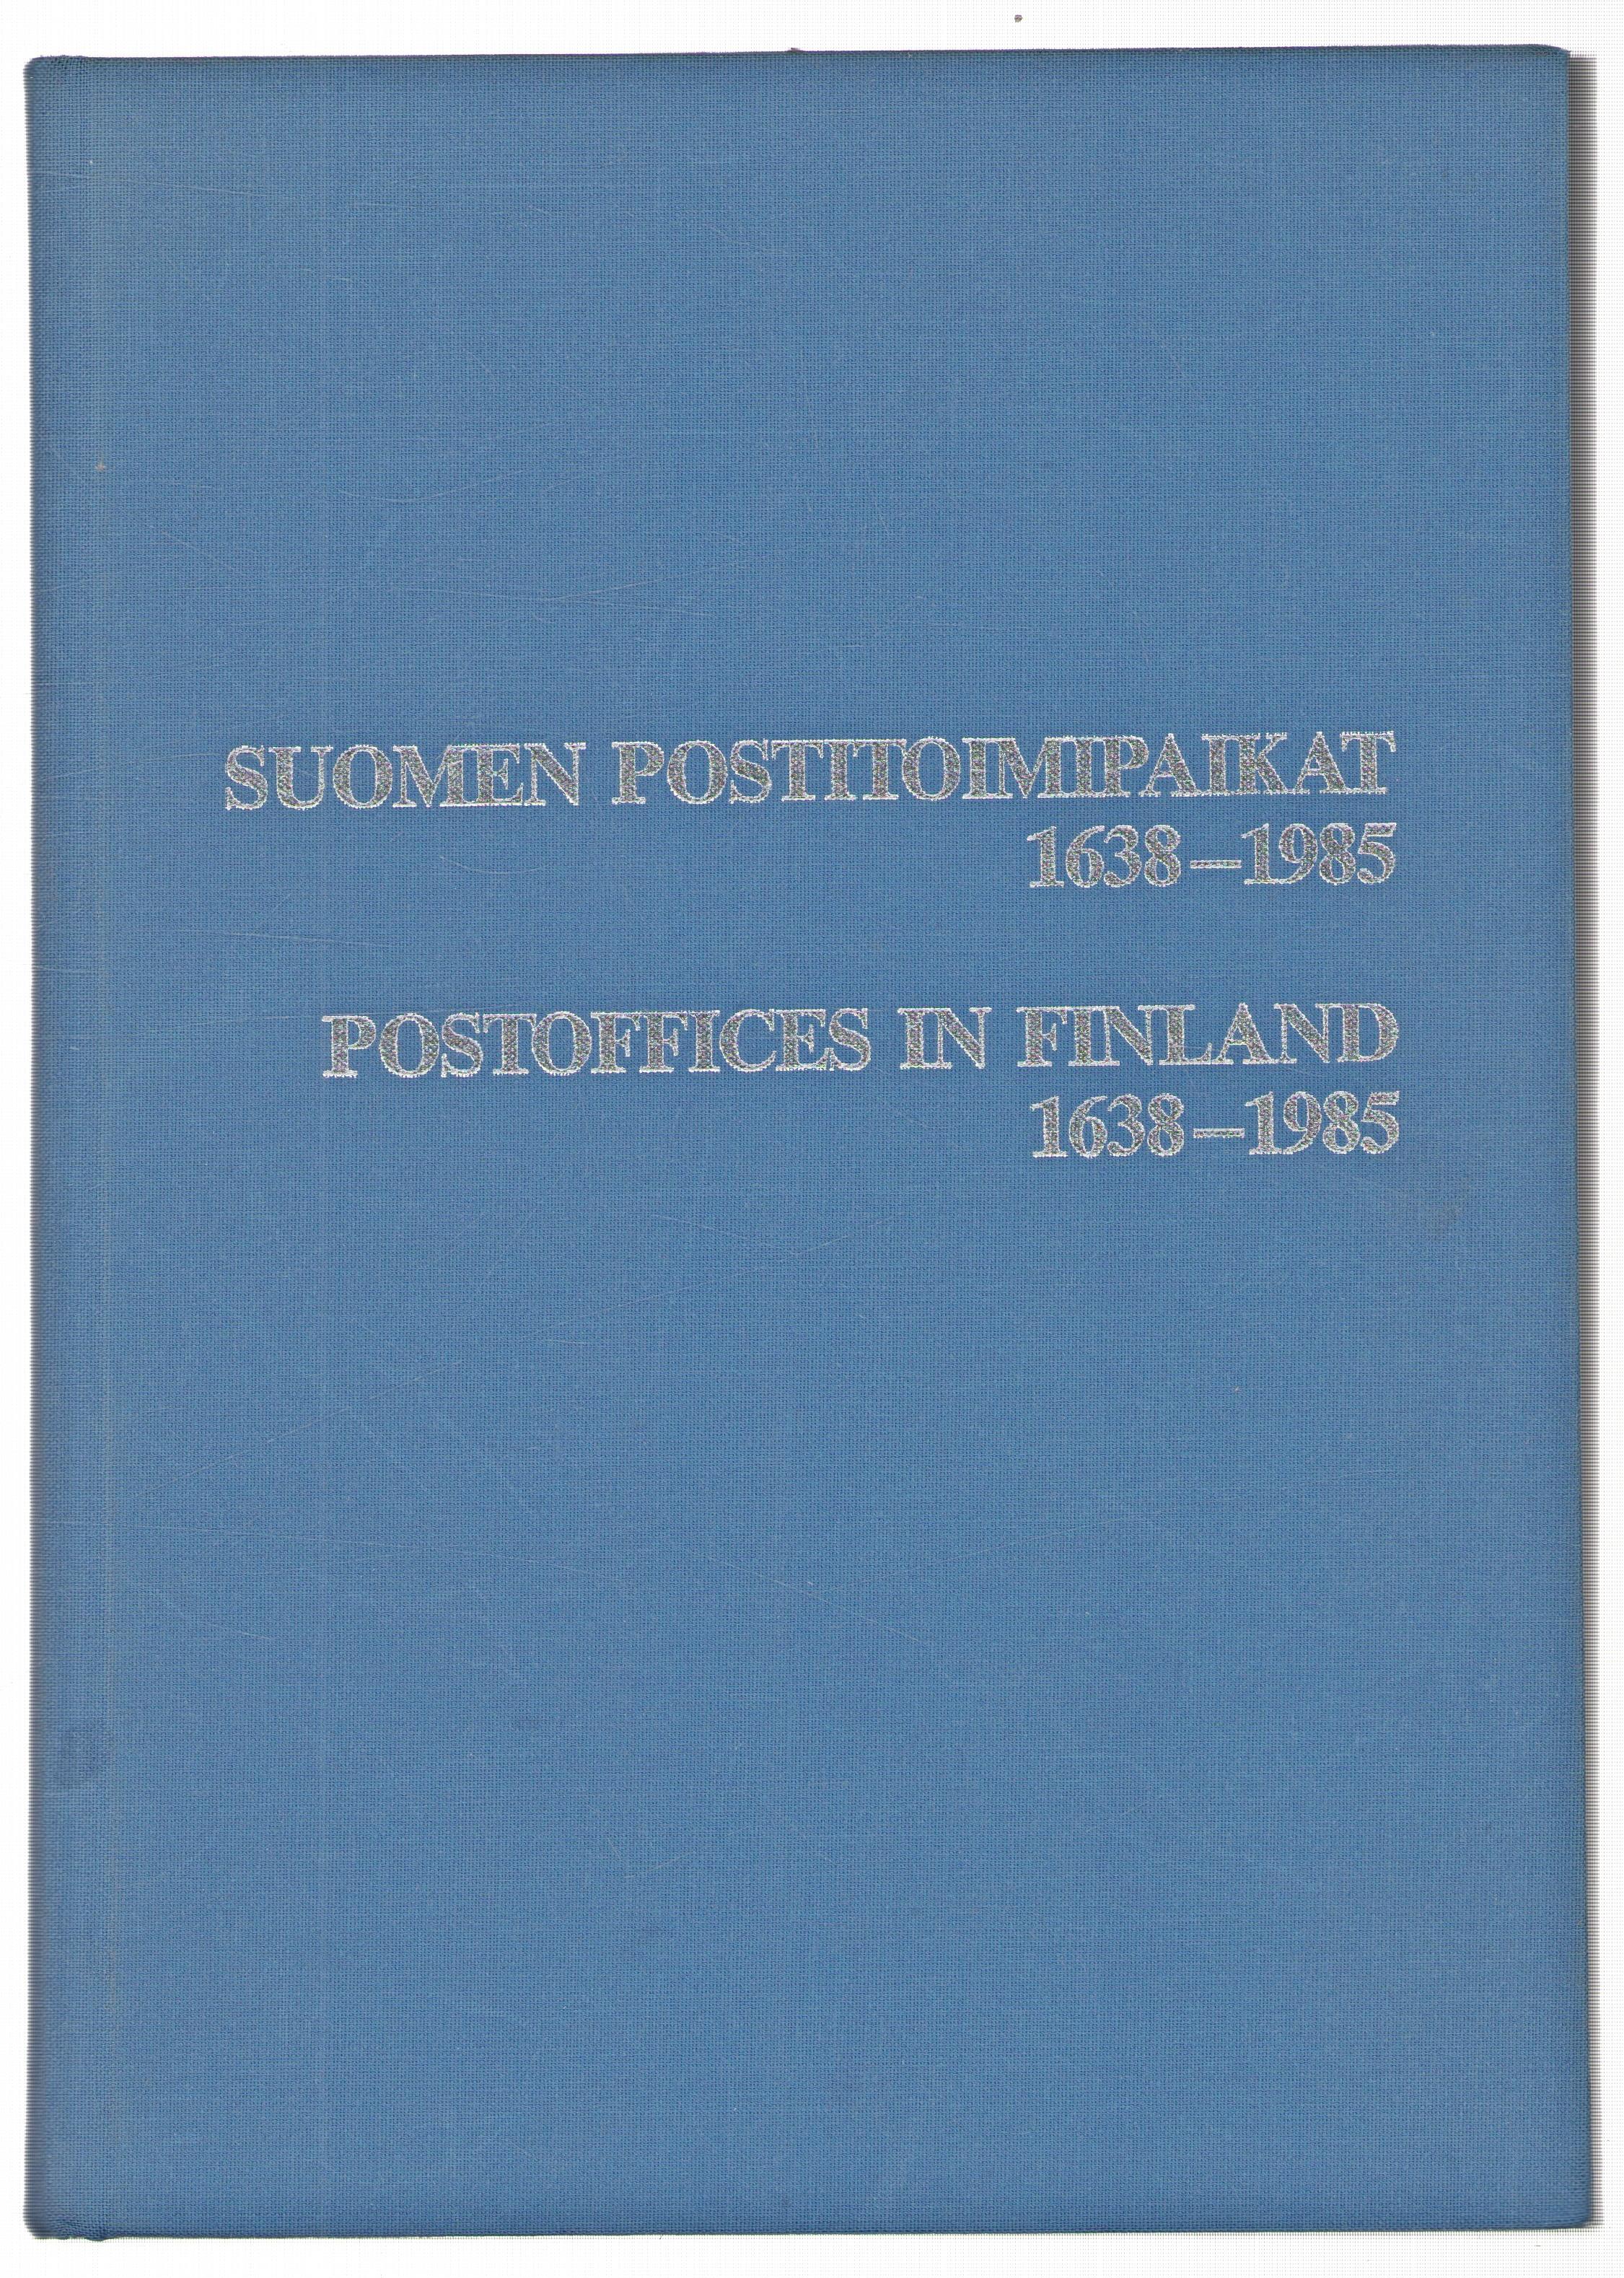 SUOMEN POSTITOIMIPAIKAT
1638–1985
POSTOFFICES IN FINLAND
1638–1985